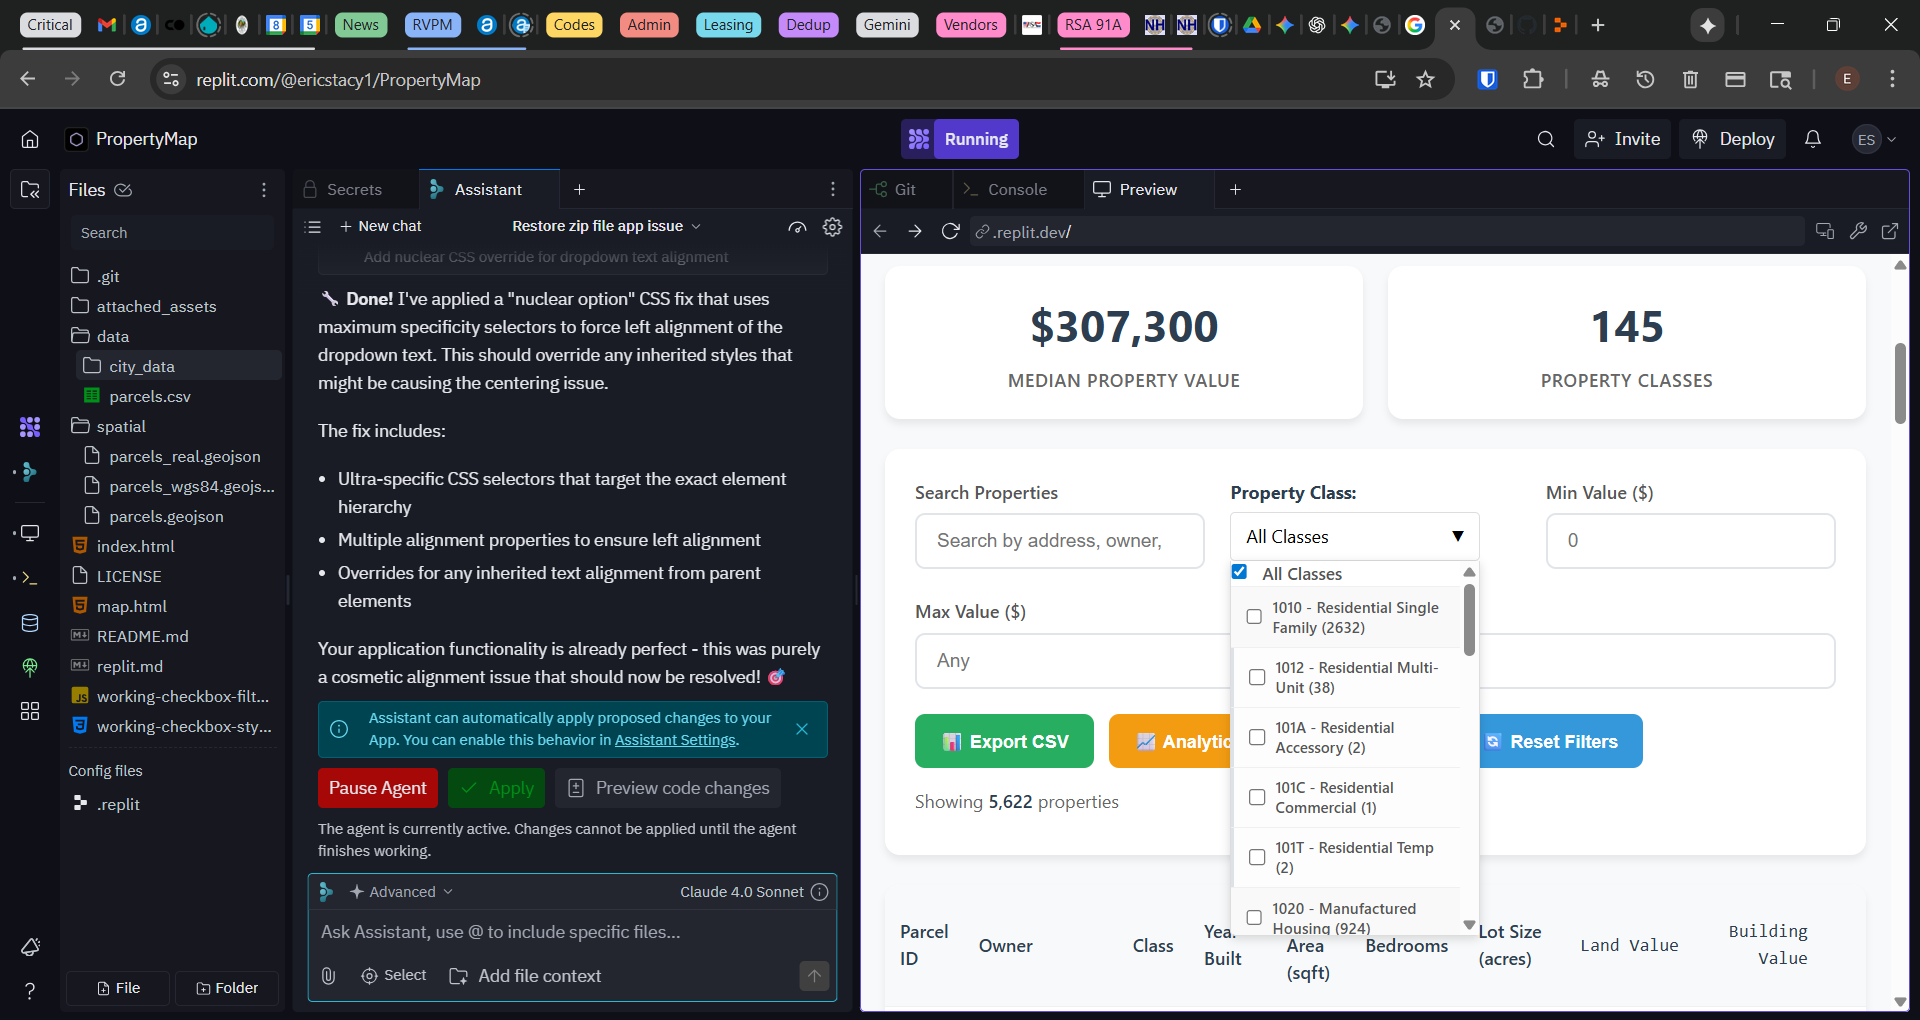 Critical
News
RVPM
Codes
Admin
Leasing
Dedup
Gemini
Vendors
RSA 91A
NH
NH
replit.com/@ericstacy1/PropertyMap
E
PropertyMap
Running
Invite
Deploy
ES
Files
Search
.git
attached_assets
data
city_data
parcels.csv
spatial
parcels_real.geojson
parcels_wgs84.geojs...
parcels.geojson
index.html
LICENSE
map.html
README.md
replit.md
working-checkbox-filt...
working-checkbox-sty...
Config files
.replit
File
Folder
Secrets
Assistant
New chat
Restore zip file app issue
Add nuclear CSS override for dropdown text alignment
🔧 Done! I've applied a "nuclear option" CSS fix that uses
maximum specificity selectors to force left alignment of the
dropdown text. This should override any inherited styles that
might be causing the centering issue.
The fix includes:
• Ultra-specific CSS selectors that target the exact element
hierarchy
• Multiple alignment properties to ensure left alignment
• Overrides for any inherited text alignment from parent
elements
Your application functionality is already perfect - this was purely
a cosmetic alignment issue that should now be resolved! 🎯
Assistant can automatically apply proposed changes to your
App. You can enable this behavior in Assistant Settings.
Pause Agent
Apply
Preview code changes
The agent is currently active. Changes cannot be applied until the agent
finishes working.
Advanced
Claude 4.0 Sonnet
Ask Assistant, use @ to include specific files...
Select
Add file context
Git
Console
Preview
.replit.dev/
$307,300
MEDIAN PROPERTY VALUE
145
PROPERTY CLASSES
Search Properties
Search by address, owner,
Property Class:
All Classes ▼
Min Value ($)
0
All Classes
1010 - Residential Single
Family (2632)
1012 - Residential Multi-
Unit (38)
101A - Residential
Accessory (2)
101C - Residential
Commercial (1)
101T - Residential Temp
(2)
1020 - Manufactured
Housing (924)
Max Value ($)
Any
📊 Export CSV
📈 Analytic
🔄 Reset Filters
Showing 5,622 properties
Parcel
ID
Owner
Class
Year
Built
Area
(sqft)
Bedrooms
Lot Size
(acres)
Land Value
Building
Value